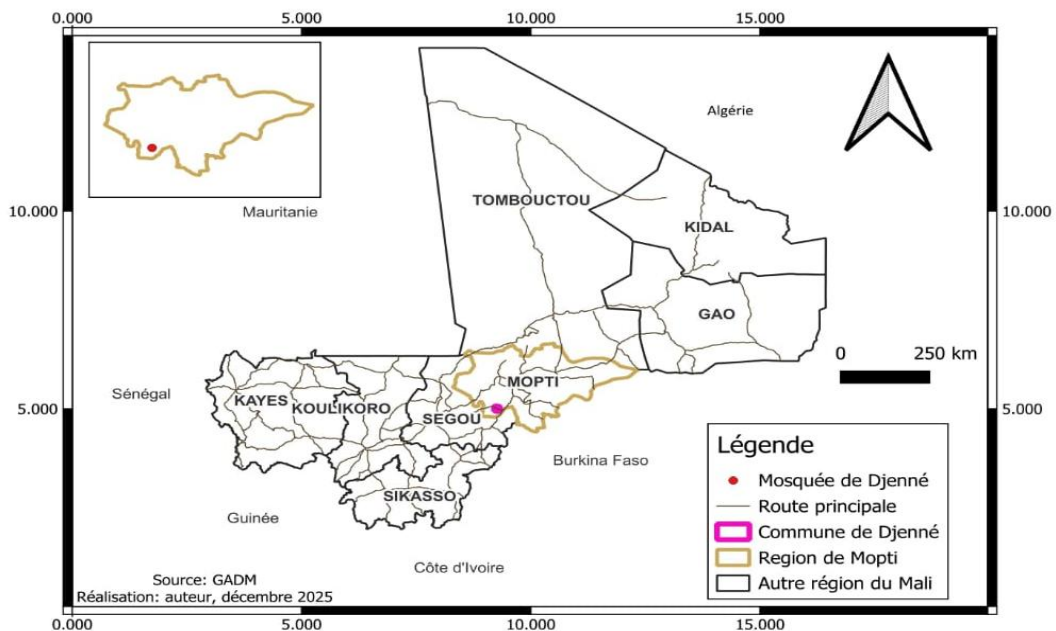 0.000 5.000 10.000 15.000
Algérie
Mauritanie
10.000 10.000
TOMBOUCTOU
KIDAL
GAO
0 250 km
MOPTI
Sénégal
KAYES
KOULIKORO
SEGOU
5.000 5.000
Burkina Faso
SIKASSO
Guinée
Côte d'Ivoire
Légende
Mosquée de Djenné
Route principale
Commune de Djenné
Region de Mopti
Autre région du Mali
Source: GADM
Réalisation: auteur, décembre 2025
0.000 5.000 10.000 15.000